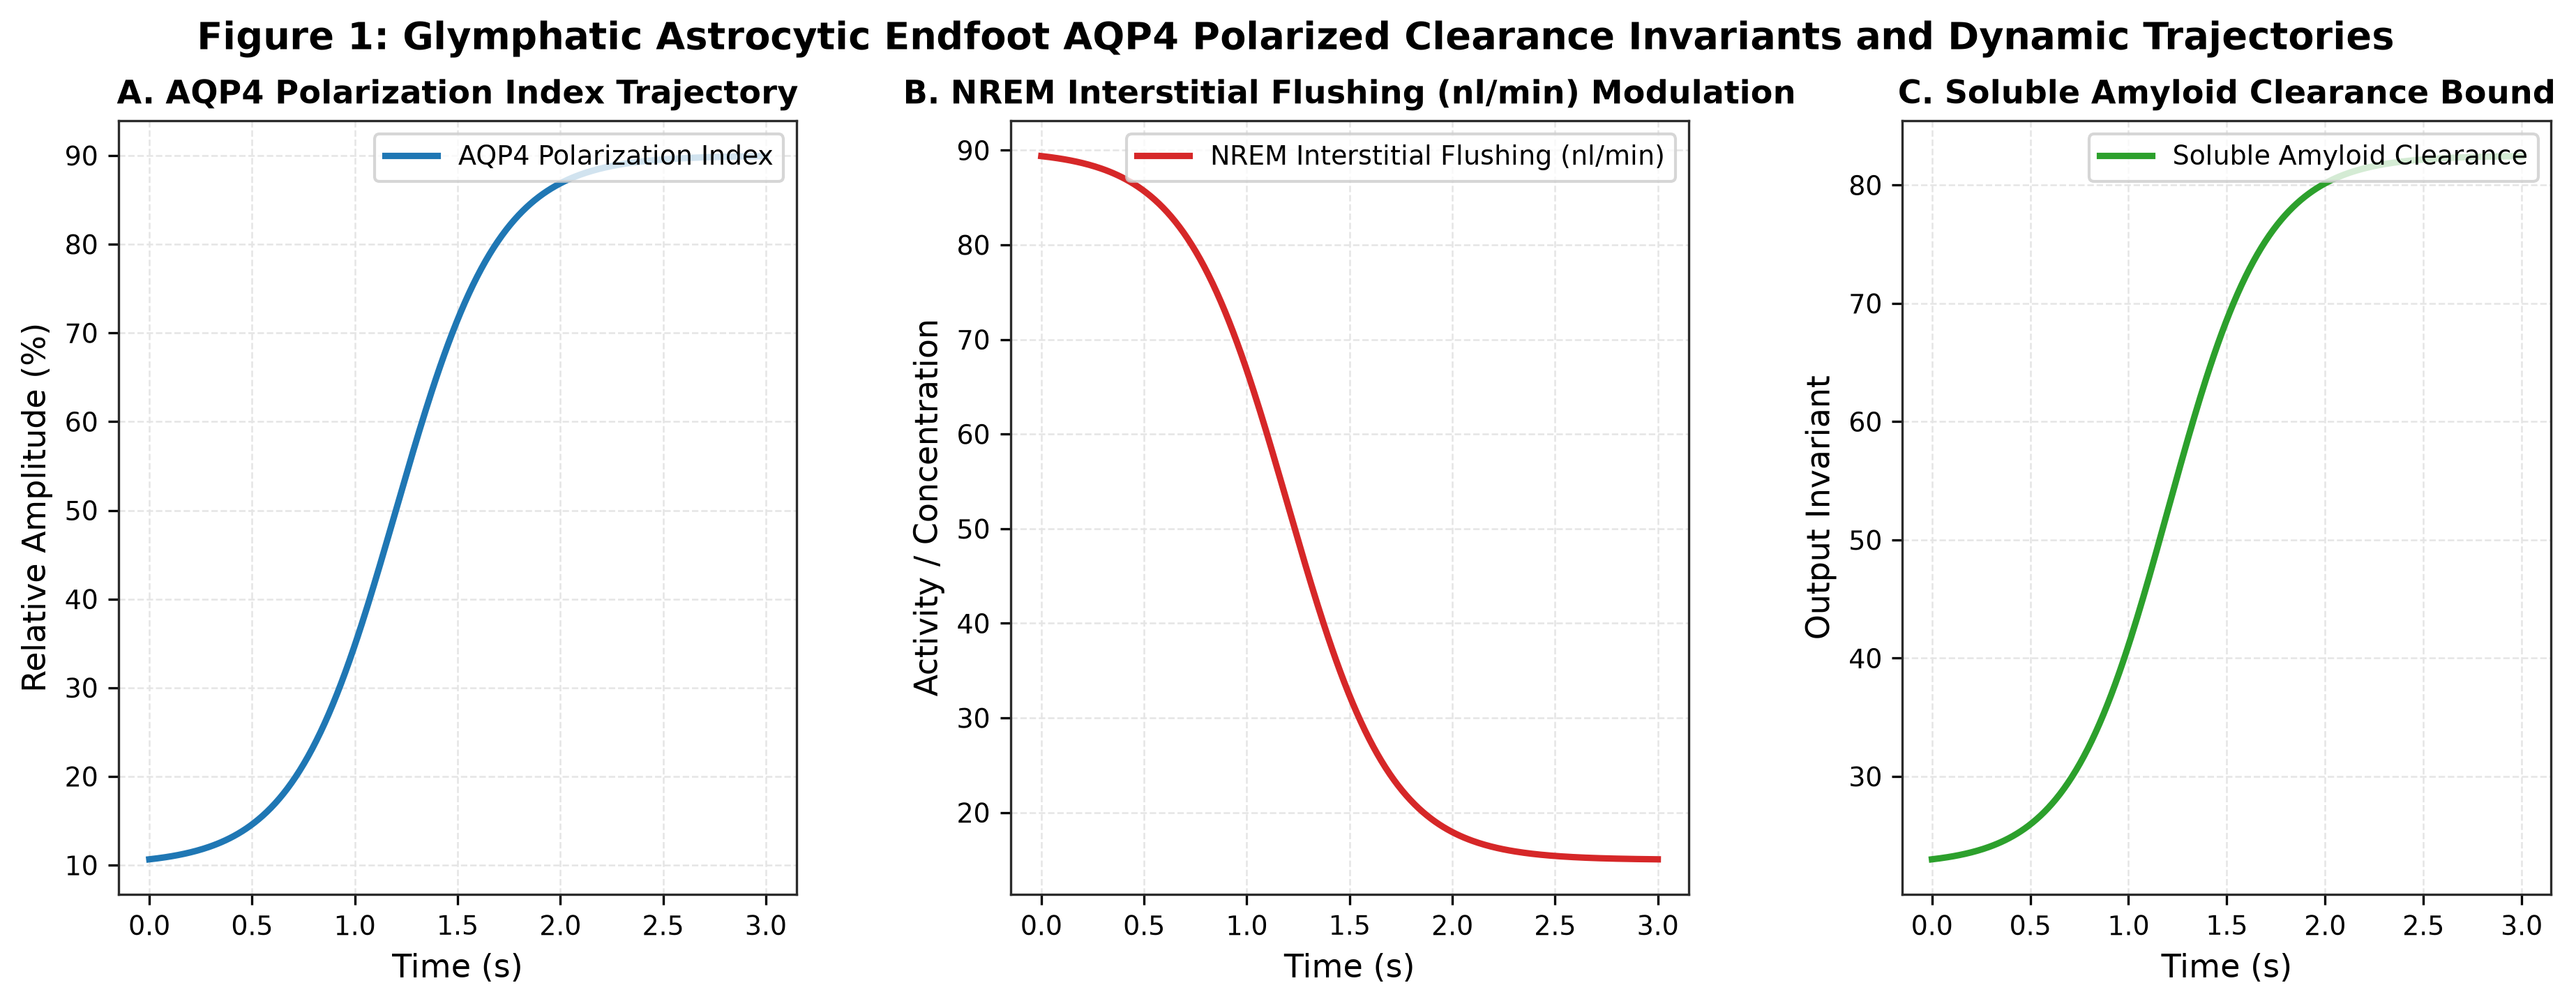 Figure 1: Glymphatic Astrocytic Endfoot AQP4 Polarized Clearance Invariants and Dynamic Trajectories
A. AQP4 Polarization Index Trajectory
AQP4 Polarization Index
Relative Amplitude (%)
90
80
70
60
50
40
30
20
10
0.0 0.5 1.0 1.5 2.0 2.5 3.0
Time (s)
B. NREM Interstitial Flushing (nl/min) Modulation
NREM Interstitial Flushing (nl/min)
Activity / Concentration
90
80
70
60
50
40
30
20
0.0 0.5 1.0 1.5 2.0 2.5 3.0
Time (s)
C. Soluble Amyloid Clearance Bound
Soluble Amyloid Clearance
Output Invariant
80
70
60
50
40
30
0.0 0.5 1.0 1.5 2.0 2.5 3.0
Time (s)